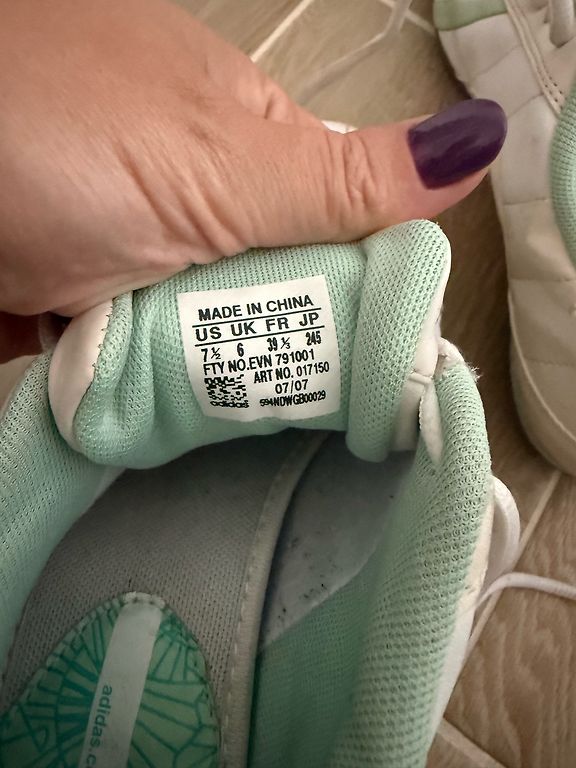 MADE IN CHINA
US UK FR JP
7½ 6 39⅓ 245
FTY NO.EVN 791001
ART NO. 017150
07/07
adidas 594NDWGB00029
adidas.c